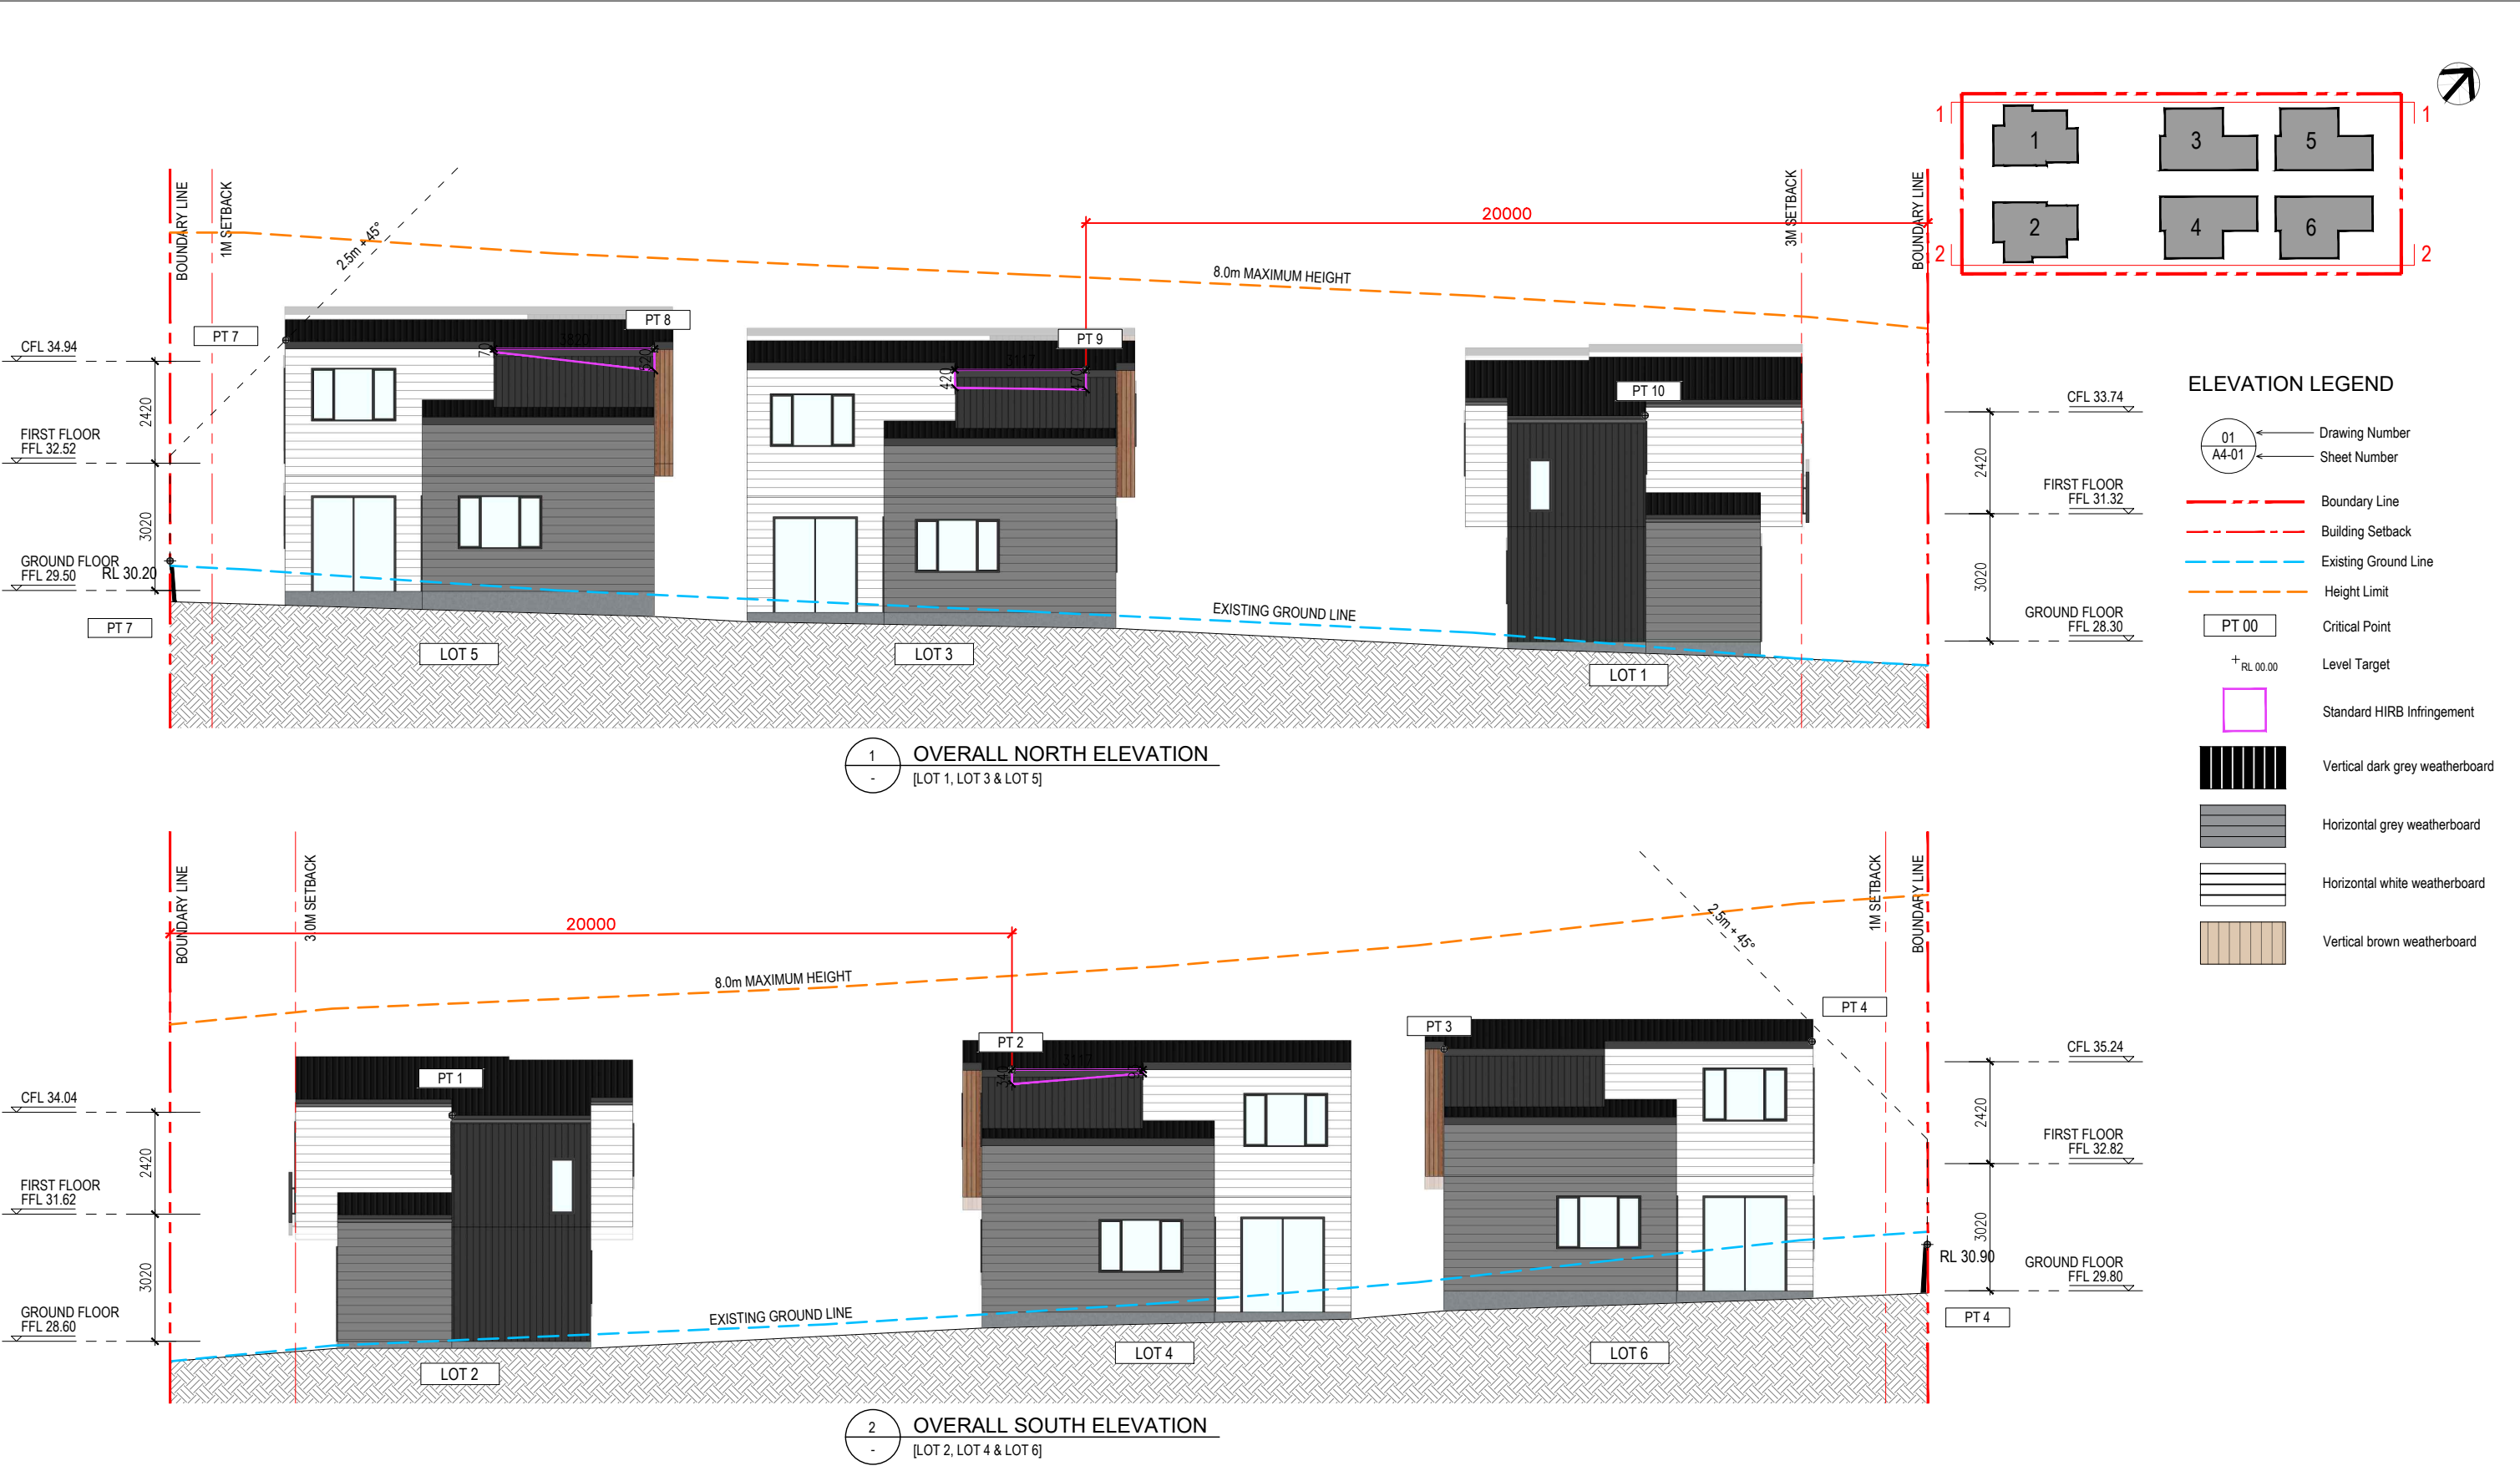 1
1
2
2
1
3
5
2
4
6
BOUNDARY LINE
1M SETBACK
2.5m +45°
20000
8.0m MAXIMUM HEIGHT
3M SETBACK
BOUNDARY LINE
PT 7
PT 8
PT 9
PT 10
70
3820
520
420
3117
470
CFL 34.94
2420
FIRST FLOOR
FFL 32.52
3020
GROUND FLOOR
FFL 29.50
RL 30.20
PT 7
CFL 33.74
2420
FIRST FLOOR
FFL 31.32
3020
GROUND FLOOR
FFL 28.30
EXISTING GROUND LINE
LOT 5
LOT 3
LOT 1
1
-
OVERALL NORTH ELEVATION
[LOT 1, LOT 3 & LOT 5]
ELEVATION LEGEND
01
A4-01
Drawing Number
Sheet Number
Boundary Line
Building Setback
Existing Ground Line
Height Limit
PT 00
Critical Point
RL 00.00
Level Target
Standard HIRB Infringement
Vertical dark grey weatherboard
Horizontal grey weatherboard
Horizontal white weatherboard
Vertical brown weatherboard
BOUNDARY LINE
3.0M SETBACK
20000
8.0m MAXIMUM HEIGHT
2.5m + 45°
1M SETBACK
BOUNDARY LINE
PT 1
PT 2
PT 3
PT 4
340
3117
CFL 34.04
2420
FIRST FLOOR
FFL 31.62
3020
GROUND FLOOR
FFL 28.60
CFL 35.24
2420
FIRST FLOOR
FFL 32.82
3020
RL 30.90
GROUND FLOOR
FFL 29.80
PT 4
EXISTING GROUND LINE
LOT 2
LOT 4
LOT 6
2
-
OVERALL SOUTH ELEVATION
[LOT 2, LOT 4 & LOT 6]